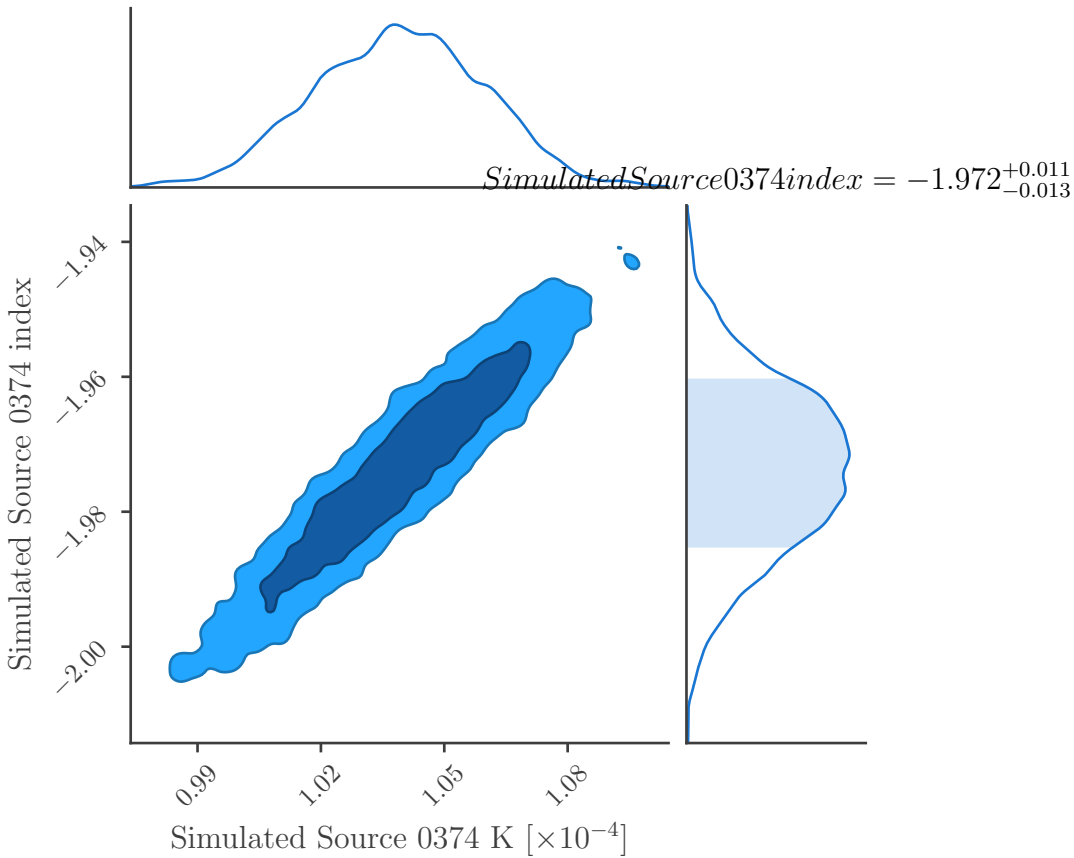 SimulatedSource0374index = −1.972+0.011−0.013
−1.94
−1.96
−1.98
−2.00
Simulated Source 0374 index
0.99
1.02
1.05
1.08
Simulated Source 0374 K [×10−4]